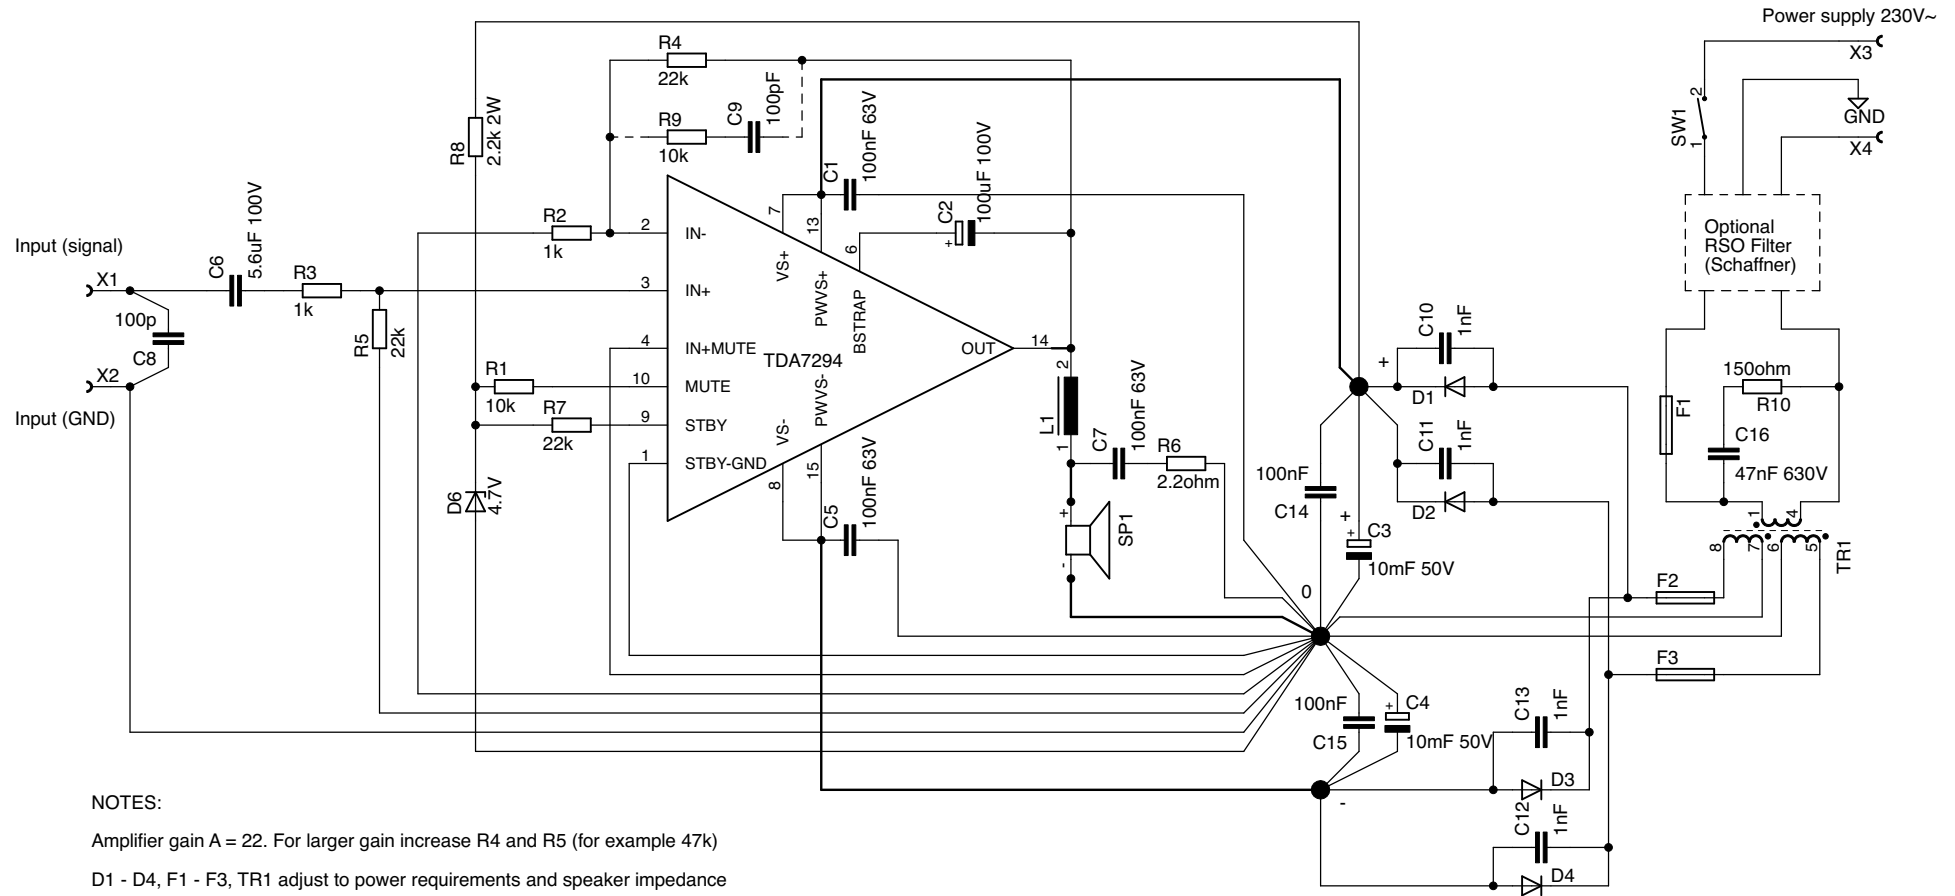 Power supply 230V~
X3
GND
X4
SW1
2
1
Optional
RSO Filter
(Schaffner)
R4
22k
R9
10k
C9
100pF
R8
2.2k 2W
C1
100nF 63V
C2
100uF 100V
+
7
13
6
Input (signal)
X1
C6
5.6uF 100V
R3
1k
R2
1k
2
IN-
3
IN+
4
IN+MUTE
10
MUTE
9
STBY
1
STBY-GND
VS+
PWVS+
BSTRAP
TDA7294
OUT
14
VS-
PWVS-
8
15
100p
C8
R5
22k
X2
Input (GND)
R1
10k
R7
22k
D6
4.7V
C5
100nF 63V
L1
2
1
C7
100nF 63V
R6
2.2ohm
SP1
+
-
+
C10
1nF
D1
C11
1nF
D2
100nF
C14
+
+
C3
10mF 50V
0
F1
150ohm
R10
C16
47nF 630V
1
4
8
7
6
5
TR1
F2
F3
100nF
C15
+
C4
10mF 50V
-
C13
1nF
D3
C12
1nF
D4
NOTES:
Amplifier gain A = 22. For larger gain increase R4 and R5 (for example 47k)
D1 - D4, F1 - F3, TR1 adjust to power requirements and speaker impedance